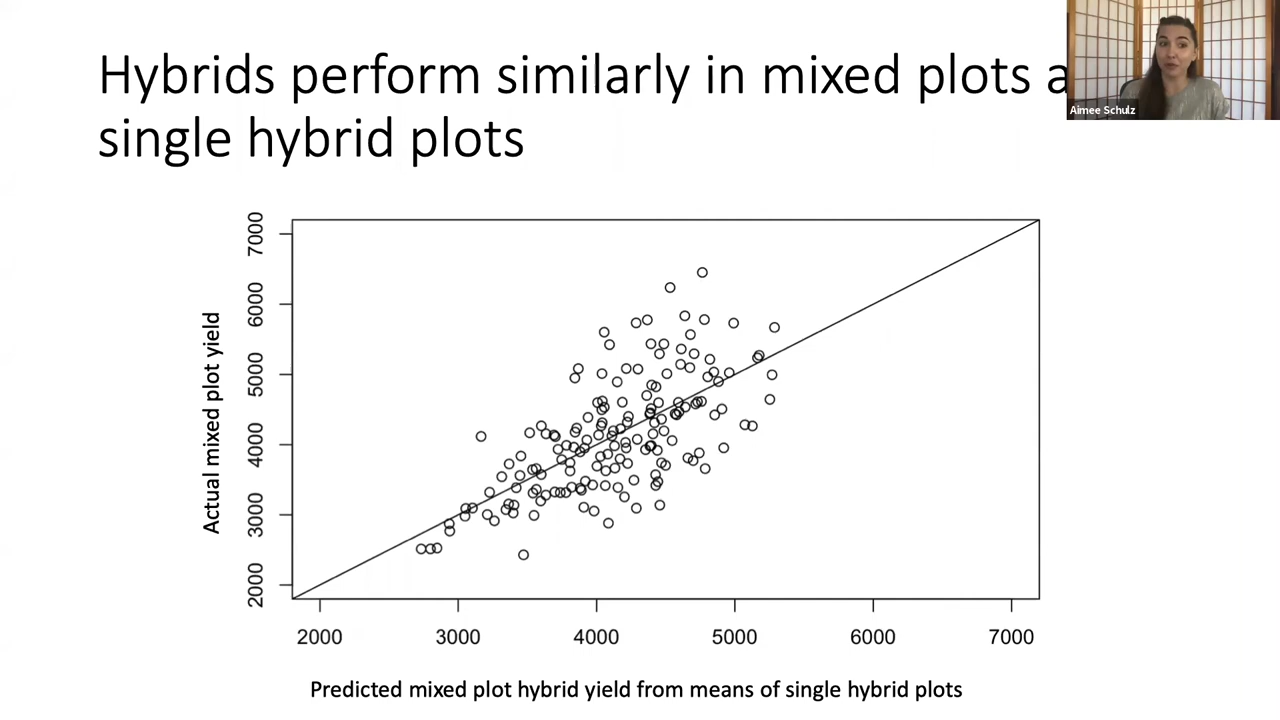 Hybrids perform similarly in mixed plots a
single hybrid plots
Aimee Schulz
Actual mixed plot yield
7000
6000
5000
4000
3000
2000
2000 3000 4000 5000 6000 7000
Predicted mixed plot hybrid yield from means of single hybrid plots